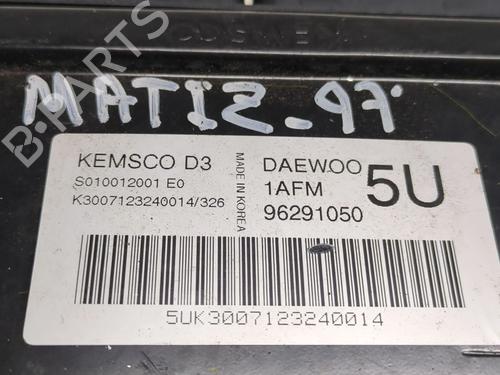 MATIZ-97
KEMSCO D3
S010012001 E0
K3007123240014/326
MADE IN KOREA
DAEWOO
1AFM
96291050
5U
5UK3007123240014
B-PARTS